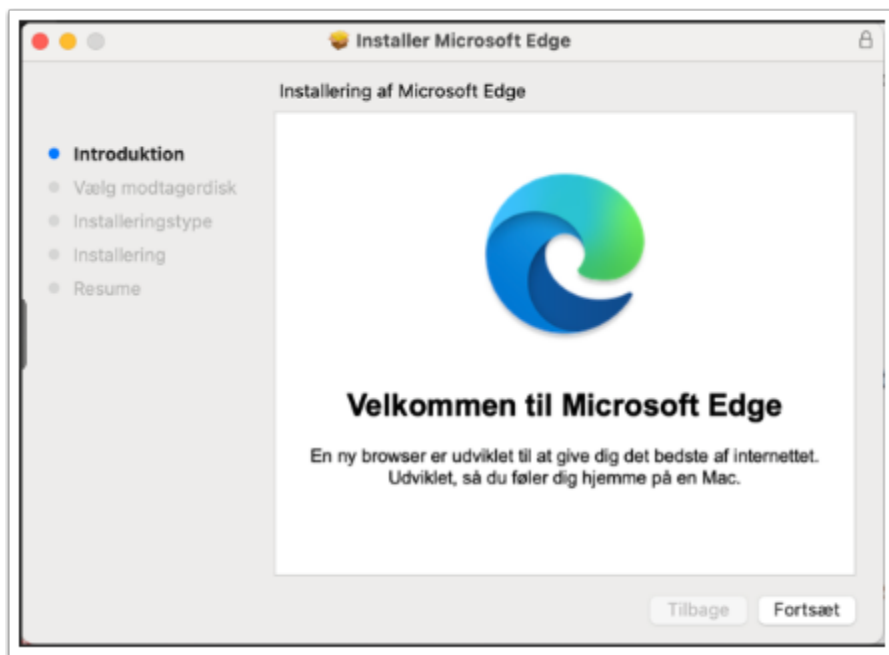 Installer Microsoft Edge
Installering af Microsoft Edge
Introduktion
Vælg modtagerdisk
Installeringstype
Installering
Resume
Velkommen til Microsoft Edge
En ny browser er udviklet til at give dig det bedste af internettet.
Udviklet, så du føler dig hjemme på en Mac.
Tilbage
Fortsæt